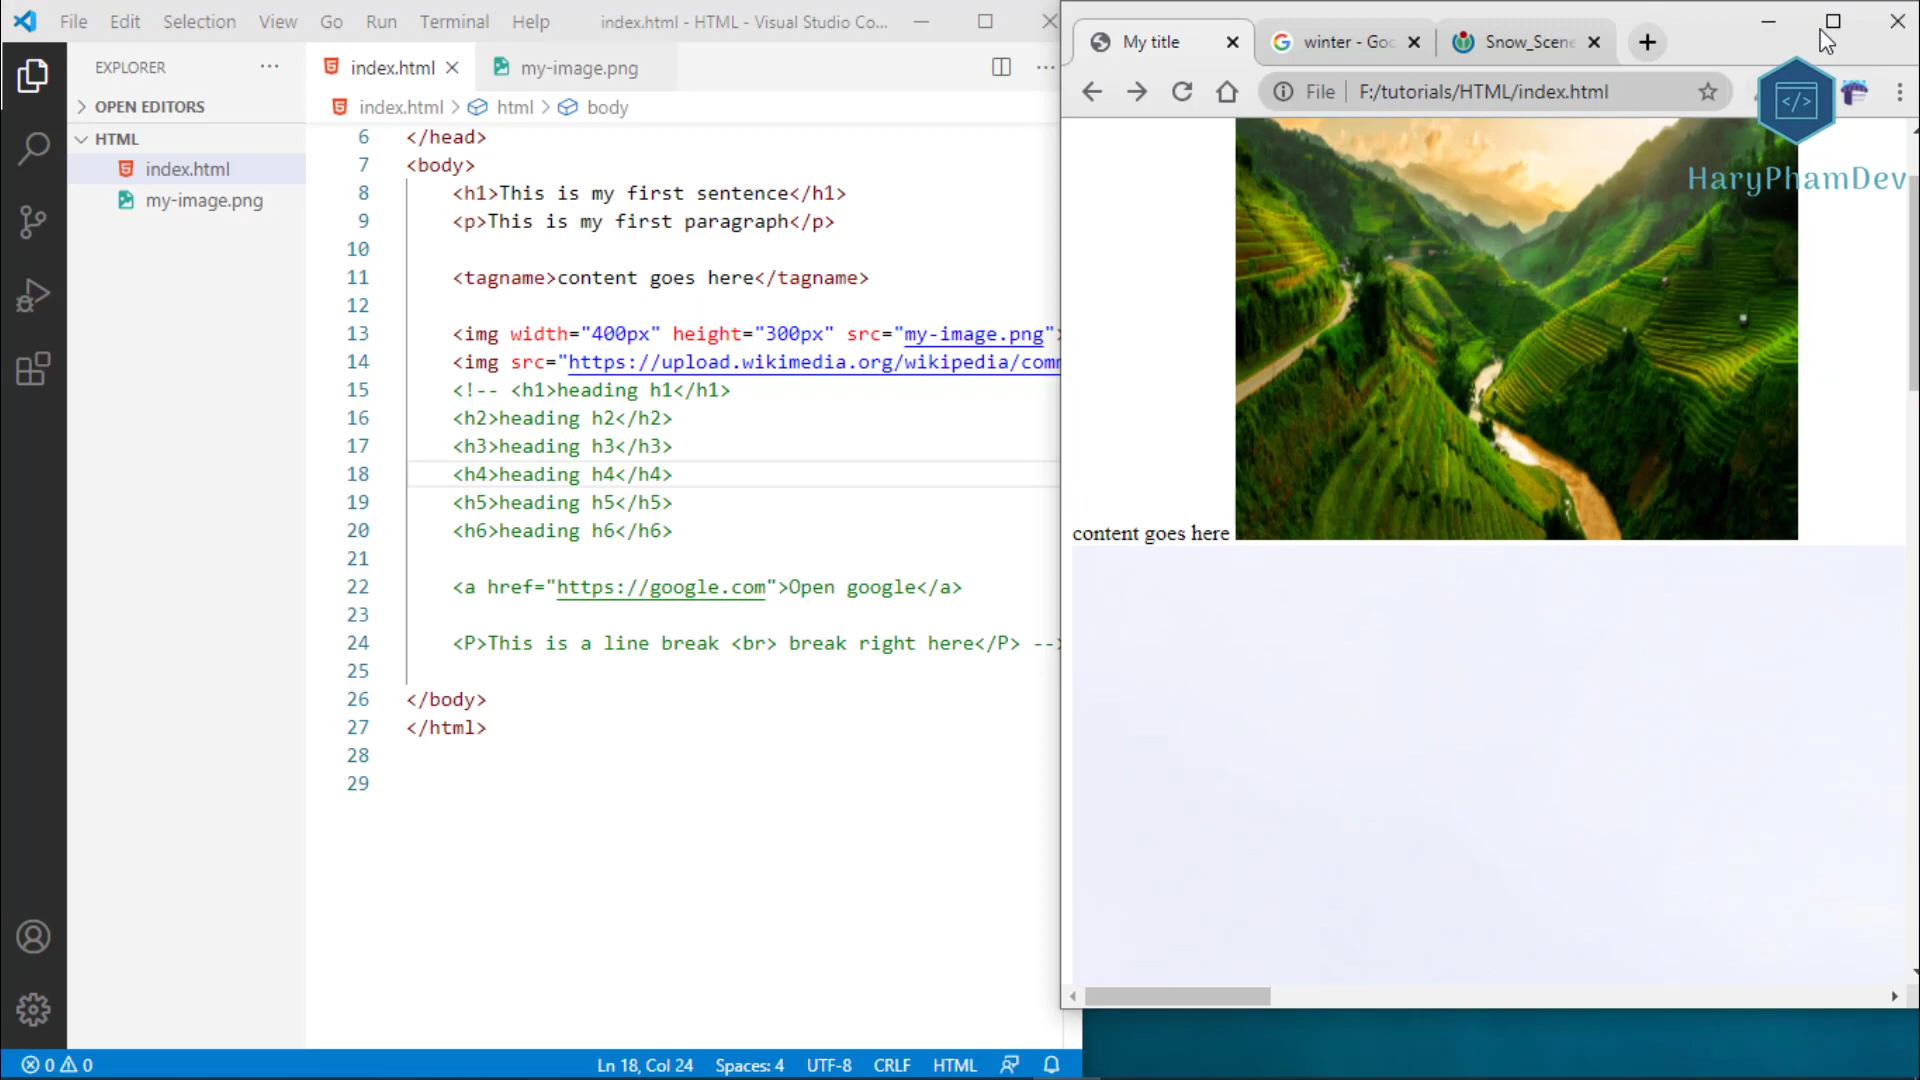 File Edit Selection View Go Run Terminal Help index.html - HTML - Visual Studio Co...
EXPLORER
OPEN EDITORS
HTML
index.html
my-image.png
index.html
my-image.png
index.html > html > body
6 </head>
7 <body>
8 <h1>This is my first sentence</h1>
9 <p>This is my first paragraph</p>
10
11 <tagname>content goes here</tagname>
12
13 <img width="400px" height="300px" src="my-image.png">
14 <img src="https://upload.wikimedia.org/wikipedia/comm
15 <!-- <h1>heading h1</h1>
16 <h2>heading h2</h2>
17 <h3>heading h3</h3>
18 <h4>heading h4</h4>
19 <h5>heading h5</h5>
20 <h6>heading h6</h6>
21
22 <a href="https://google.com">Open google</a>
23
24 <P>This is a line break <br> break right here</P> -->
25
26 </body>
27 </html>
28
29
0 0
Ln 18, Col 24 Spaces: 4 UTF-8 CRLF HTML
My title winter - Goo Snow_Scene
File F:/tutorials/HTML/index.html
</>
HaryPhamDev
content goes here